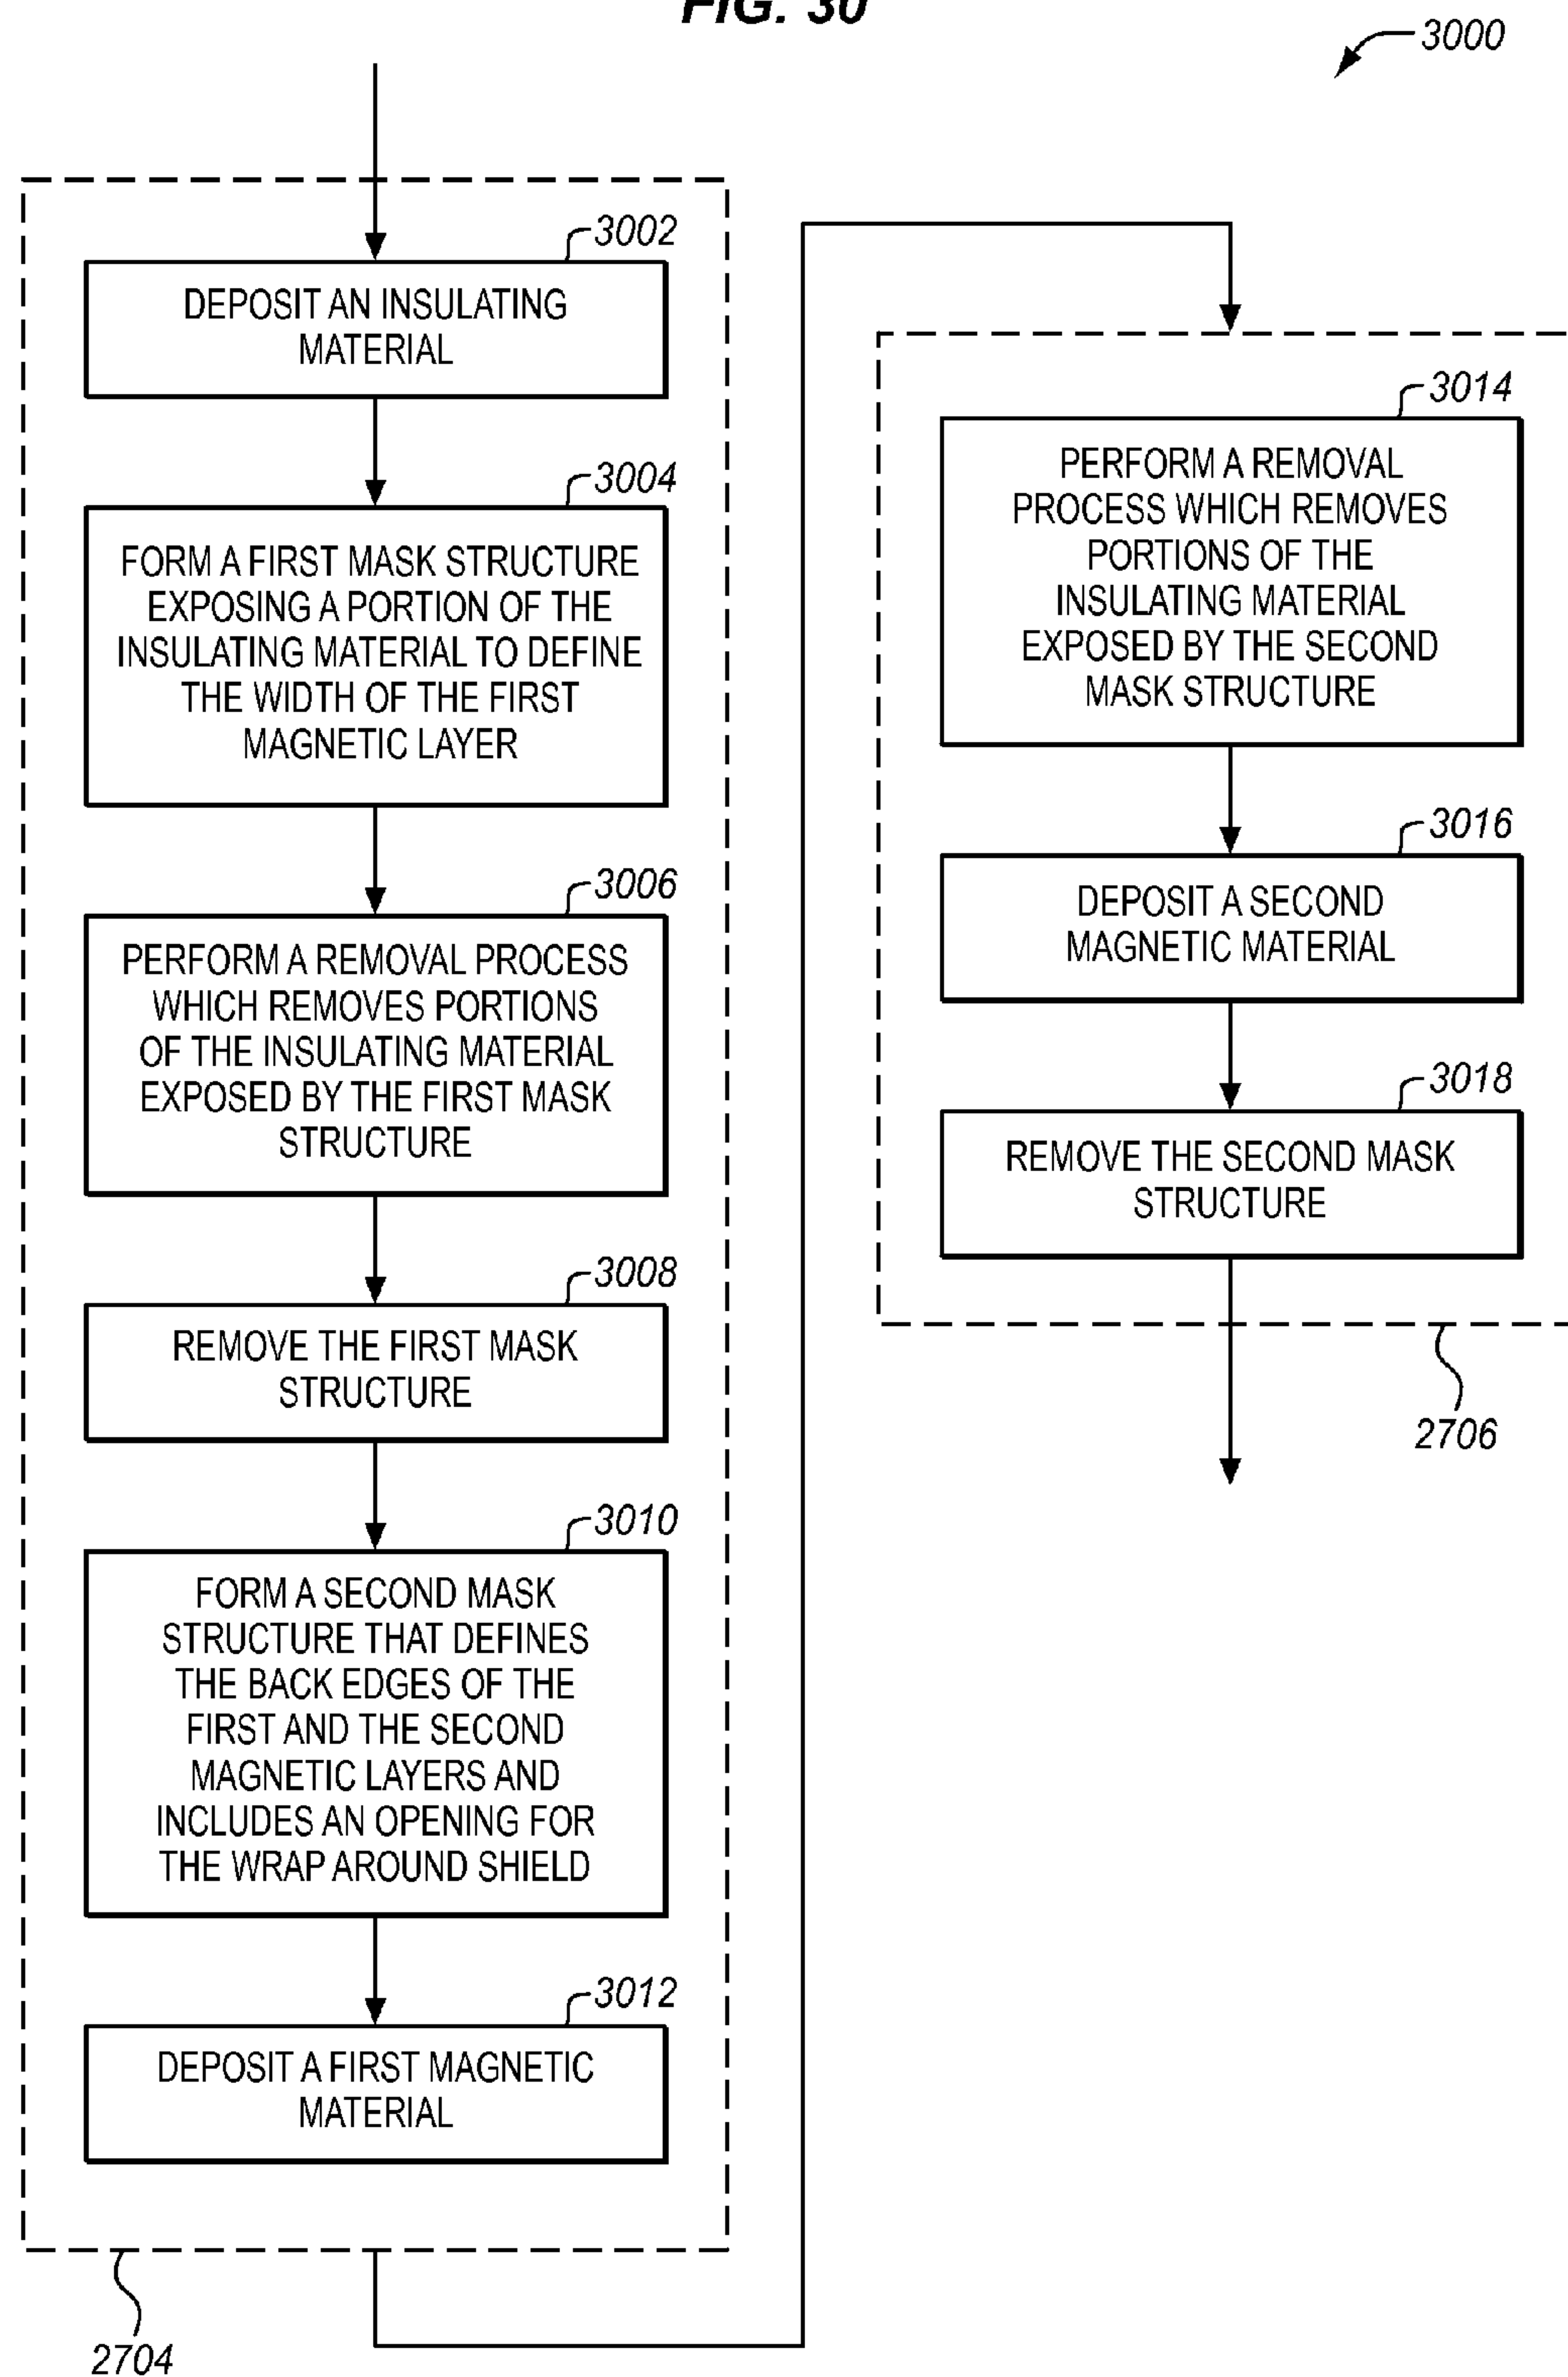 FIG. 30
3000
3002
DEPOSIT AN INSULATING
MATERIAL
3004
FORM A FIRST MASK STRUCTURE
EXPOSING A PORTION OF THE
INSULATING MATERIAL TO DEFINE
THE WIDTH OF THE FIRST
MAGNETIC LAYER
3006
PERFORM A REMOVAL PROCESS
WHICH REMOVES PORTIONS
OF THE INSULATING MATERIAL
EXPOSED BY THE FIRST MASK
STRUCTURE
3008
REMOVE THE FIRST MASK
STRUCTURE
3010
FORM A SECOND MASK
STRUCTURE THAT DEFINES
THE BACK EDGES OF THE
FIRST AND THE SECOND
MAGNETIC LAYERS AND
INCLUDES AN OPENING FOR
THE WRAP AROUND SHIELD
3012
DEPOSIT A FIRST MAGNETIC
MATERIAL
2704
3014
PERFORM A REMOVAL
PROCESS WHICH REMOVES
PORTIONS OF THE
INSULATING MATERIAL
EXPOSED BY THE SECOND
MASK STRUCTURE
3016
DEPOSIT A SECOND
MAGNETIC MATERIAL
3018
REMOVE THE SECOND MASK
STRUCTURE
2706